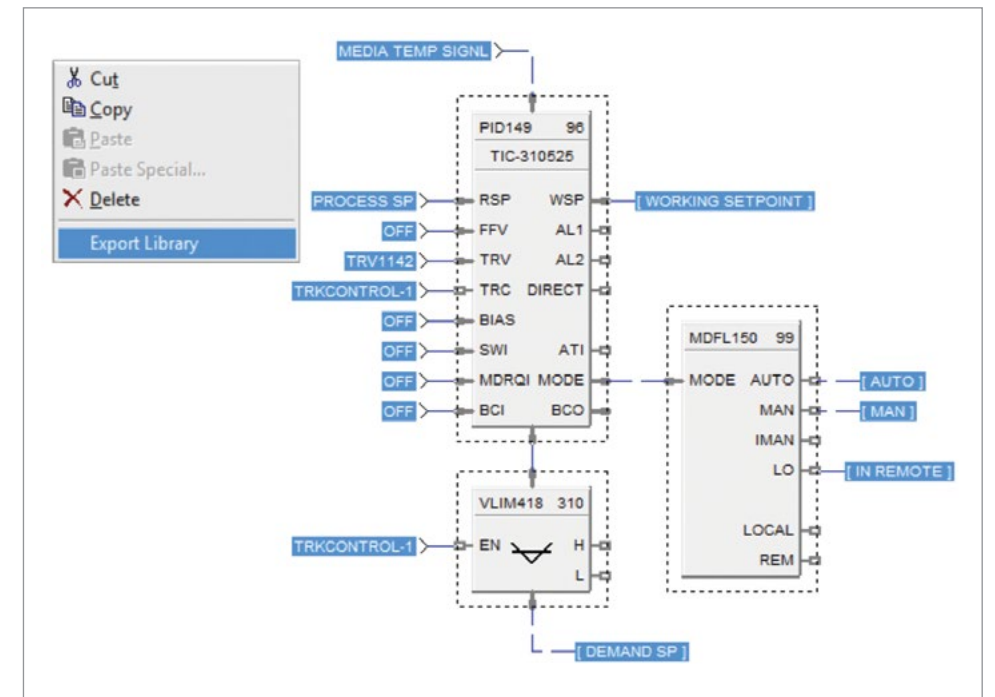 MEDIA TEMP SIGNL
Cut
Copy
Paste
Paste Special...
Delete
Export Library
PID149 96
TIC-310525
PROCESS SP RSP WSP [ WORKING SETPOINT ]
OFF FFV AL1
TRV1142 TRV AL2
TRKCONTROL-1 TRC DIRECT
OFF BIAS
OFF SWI ATI
OFF MDRQI MODE
OFF BCI BCO
MDFL150 99
MODE AUTO [ AUTO ]
MAN [ MAN ]
IMAN
LO [ IN REMOTE ]
LOCAL
REM
VLIM418 310
TRKCONTROL-1 EN H
L
[ DEMAND SP ]